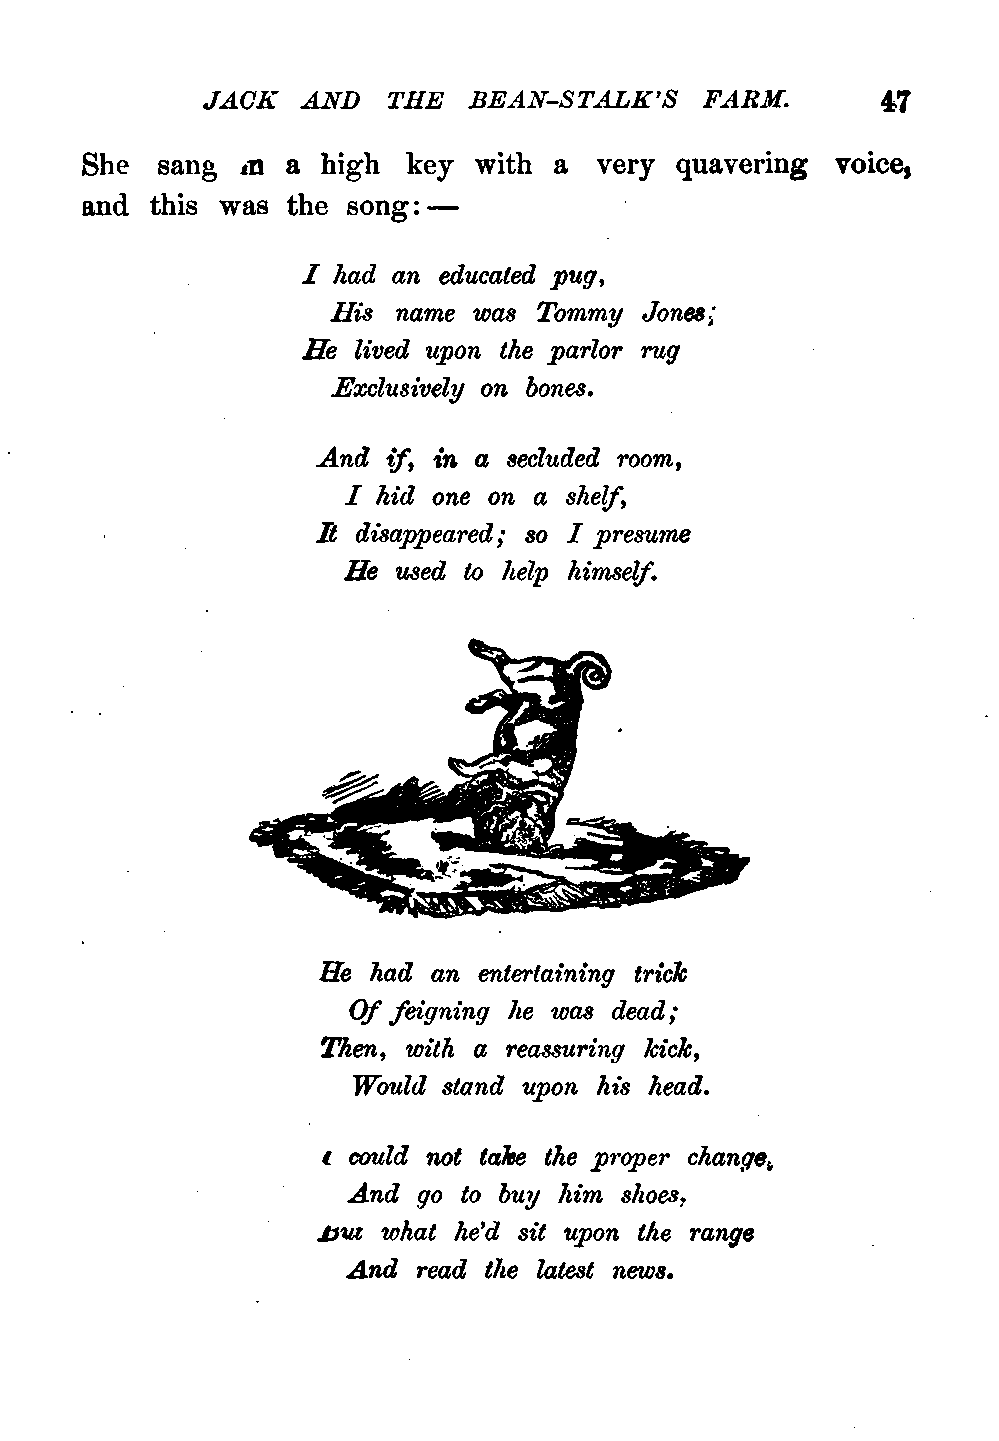 JACK AND THE BEAN-STALK'S FARM. 47
She sang in a high key with a very quavering voice,
and this was the song: —
I had an educated pug,
His name was Tommy Jones;
He lived upon the parlor rug
Exclusively on bones.
And if, in a secluded room,
I hid one on a shelf,
It disappeared; so I presume
He used to help himself.
He had an entertaining trick
Of feigning he was dead;
Then, with a reassuring kick,
Would stand upon his head.
I could not take the proper change,
And go to buy him shoes,
But what he'd sit upon the range
And read the latest news.